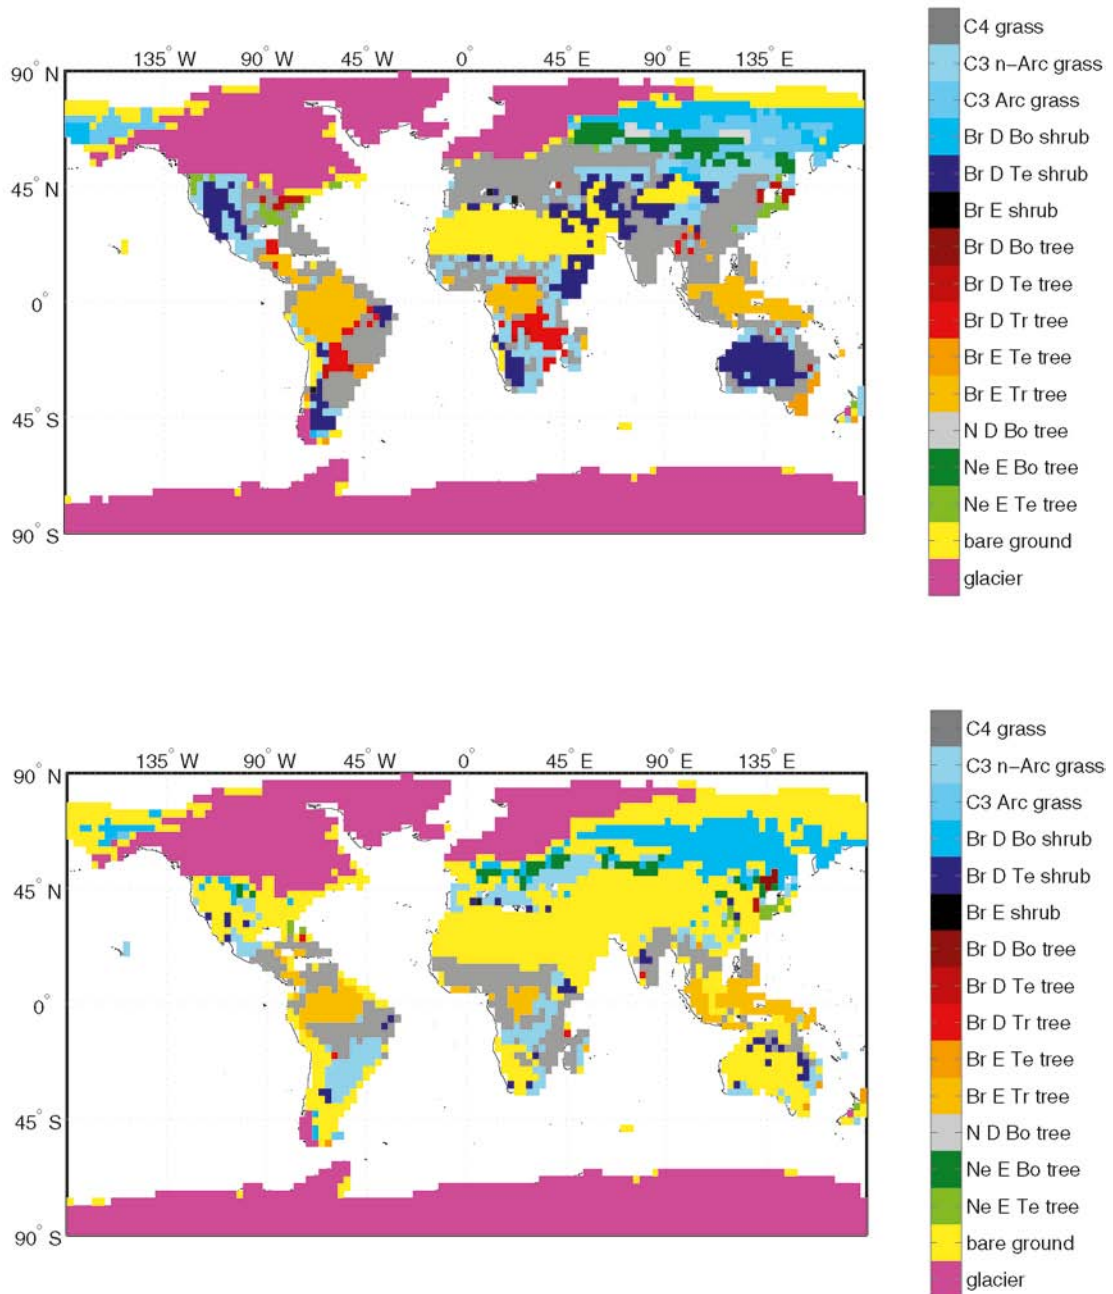 135° W 90° W 45° W 0° 45° E 90° E 135° E
90° N
45° N
0°
45° S
90° S
C4 grass
C3 n-Arc grass
C3 Arc grass
Br D Bo shrub
Br D Te shrub
Br E shrub
Br D Bo tree
Br D Te tree
Br D Tr tree
Br E Te tree
Br E Tr tree
N D Bo tree
Ne E Bo tree
Ne E Te tree
bare ground
glacier
135° W 90° W 45° W 0° 45° E 90° E 135° E
90° N
45° N
0°
45° S
90° S
C4 grass
C3 n-Arc grass
C3 Arc grass
Br D Bo shrub
Br D Te shrub
Br E shrub
Br D Bo tree
Br D Te tree
Br D Tr tree
Br E Te tree
Br E Tr tree
N D Bo tree
Ne E Bo tree
Ne E Te tree
bare ground
glacier